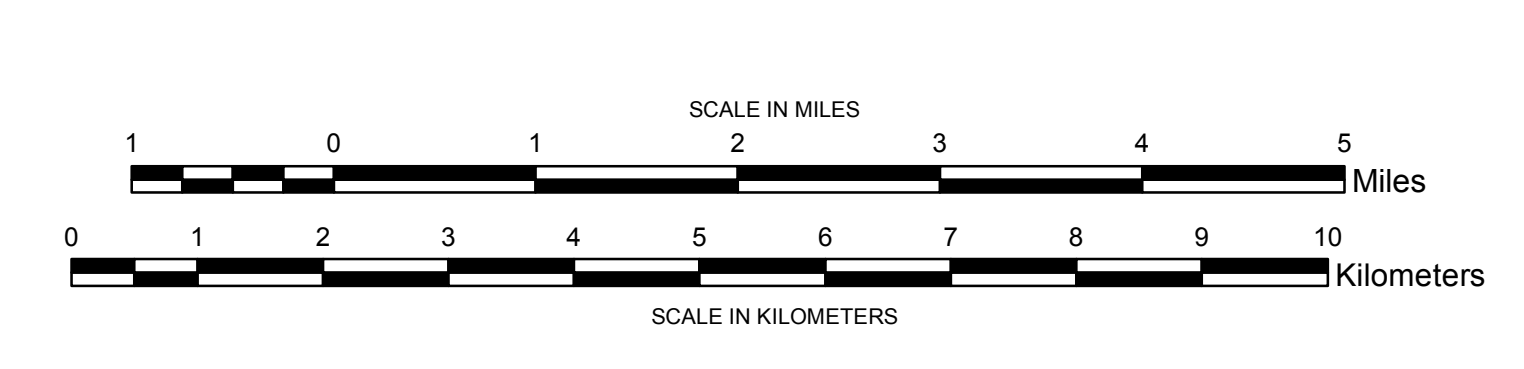 SCALE IN MILES
1 0 1 2 3 4 5
Miles
0 1 2 3 4 5 6 7 8 9 10
Kilometers
SCALE IN KILOMETERS